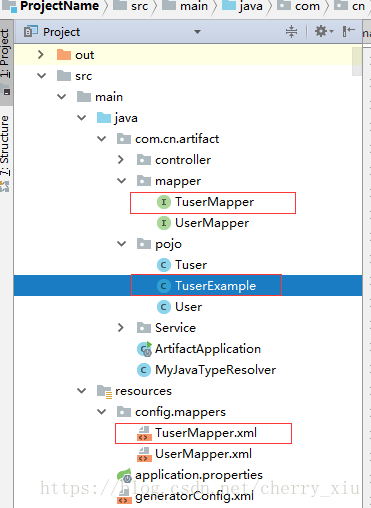 ProjectName src main java com cn
Project
1: Project
7: Structure
out
src
main
java
com.cn.artifact
controller
mapper
I TuserMapper
I UserMapper
pojo
C Tuser
C TuserExample
C User
Service
C ArtifactApplication
C MyJavaTypeResolver
resources
config.mappers
TuserMapper.xml
UserMapper.xml
application.properties
generatorConfig.xml
https://blog.csdn.net/cherry_xiu